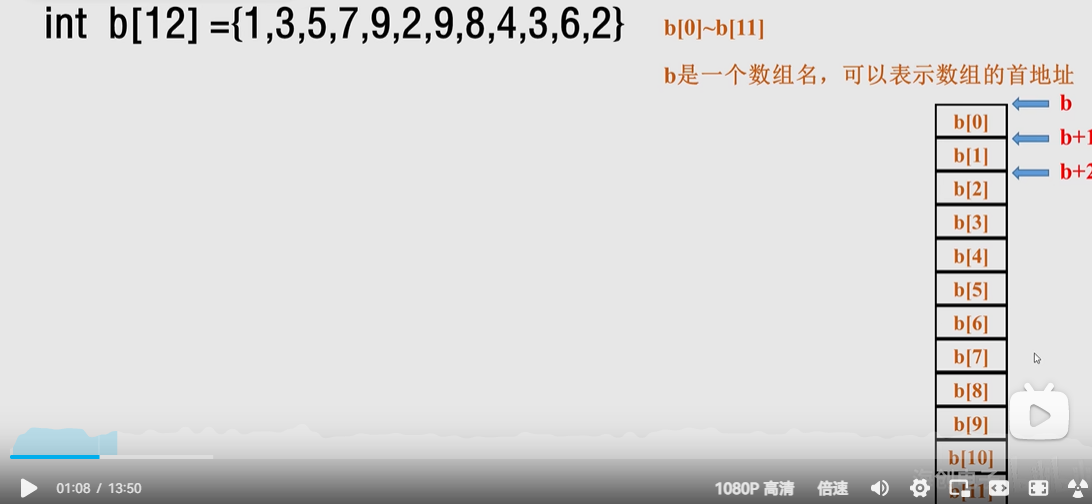 int b[12] ={1,3,5,7,9,2,9,8,4,3,6,2}
b[0]~b[11]
b是一个数组名，可以表示数组的首地址
b
b[0]
b+1
b[1]
b+2
b[2]
b[3]
b[4]
b[5]
b[6]
b[7]
b[8]
b[9]
b[10]
01:08 / 13:50
1080P 高清
倍速